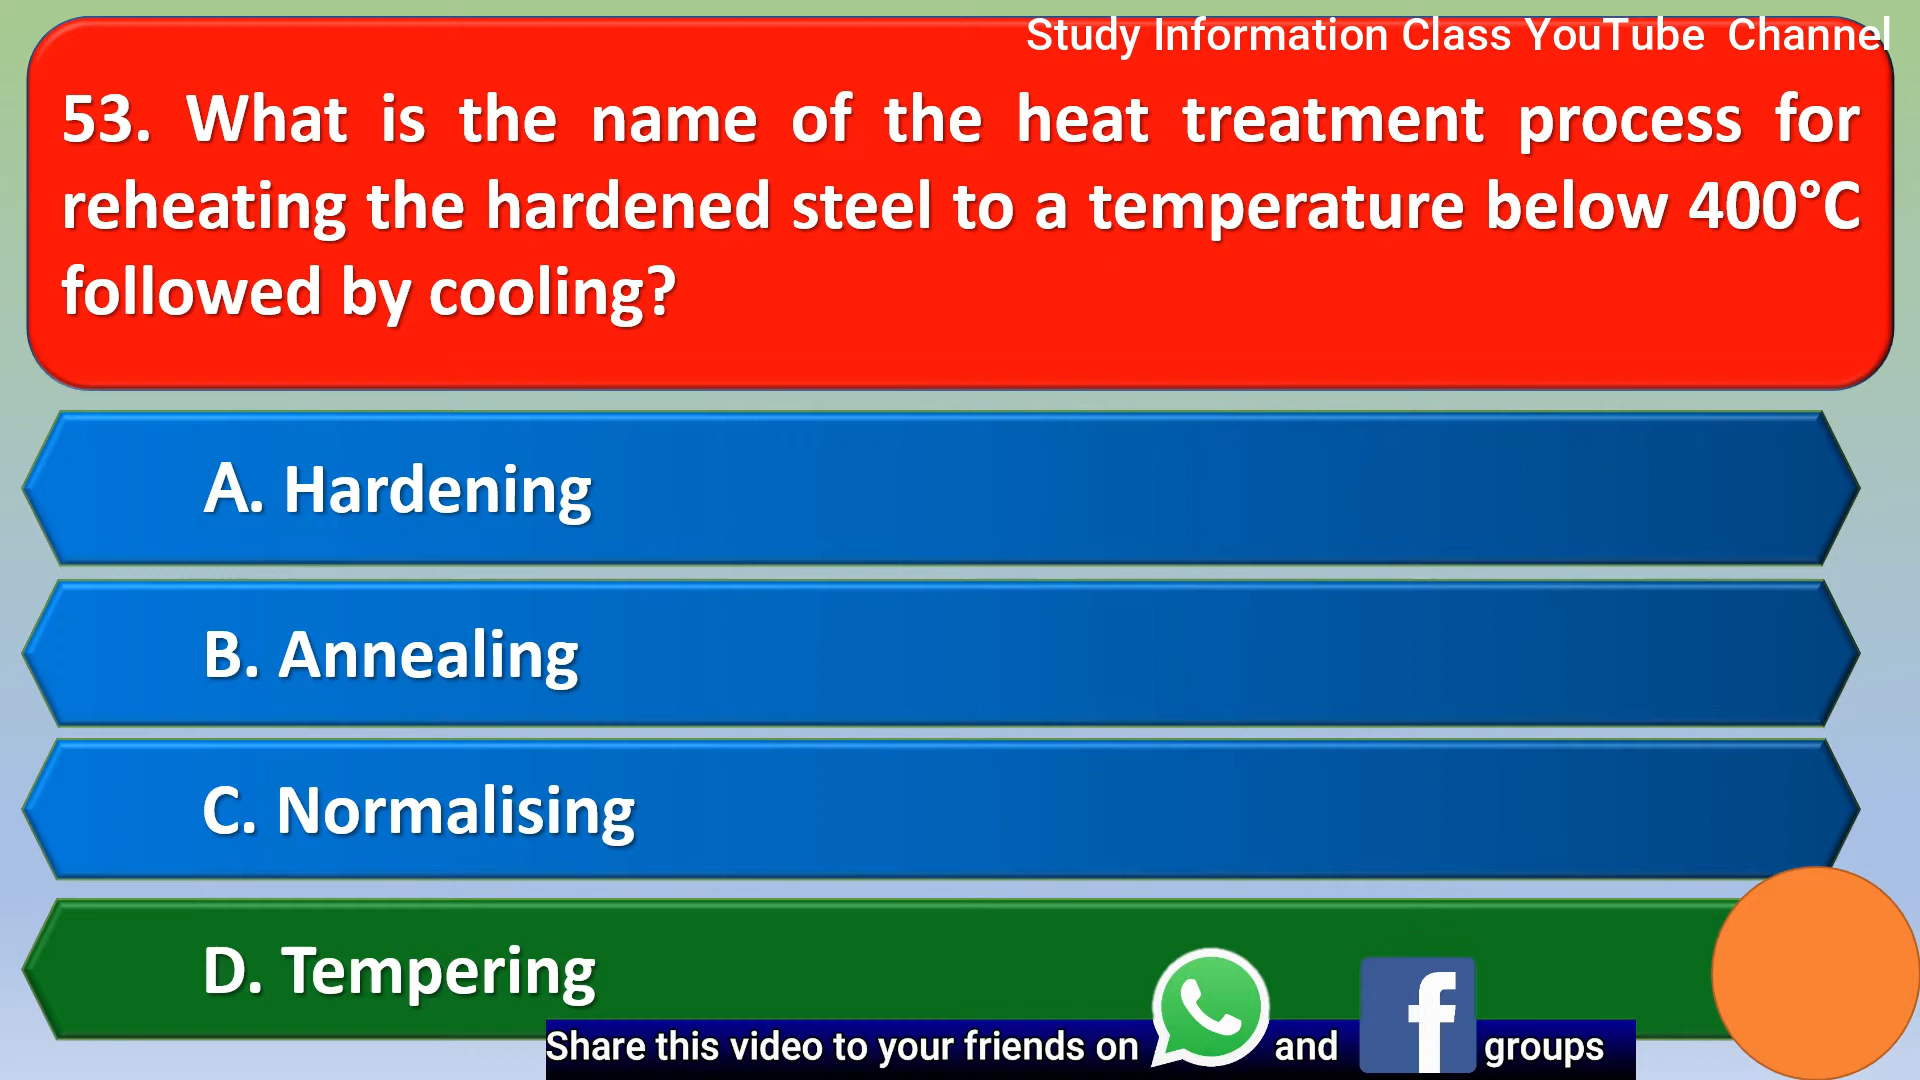 Study Information Class YouTube Channel
53. What is the name of the heat treatment process for
reheating the hardened steel to a temperature below 400°C
followed by cooling?
A. Hardening
B. Annealing
C. Normalising
D. Tempering
Share this video to your friends on and f groups